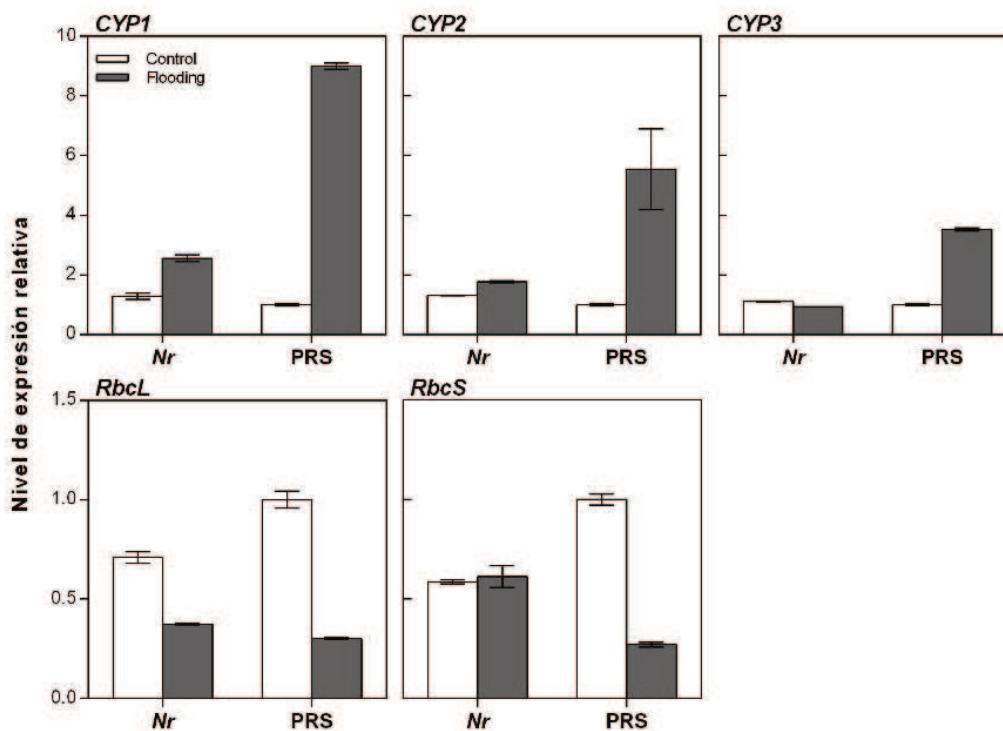 CYP1
CYP2
CYP3
Control
Flooding
10
8
6
4
2
0
Nr
PRS
Nr
PRS
Nr
PRS
Nivel de expresión relativa
RbcL
RbcS
1.5
1.0
0.5
0.0
Nr
PRS
Nr
PRS